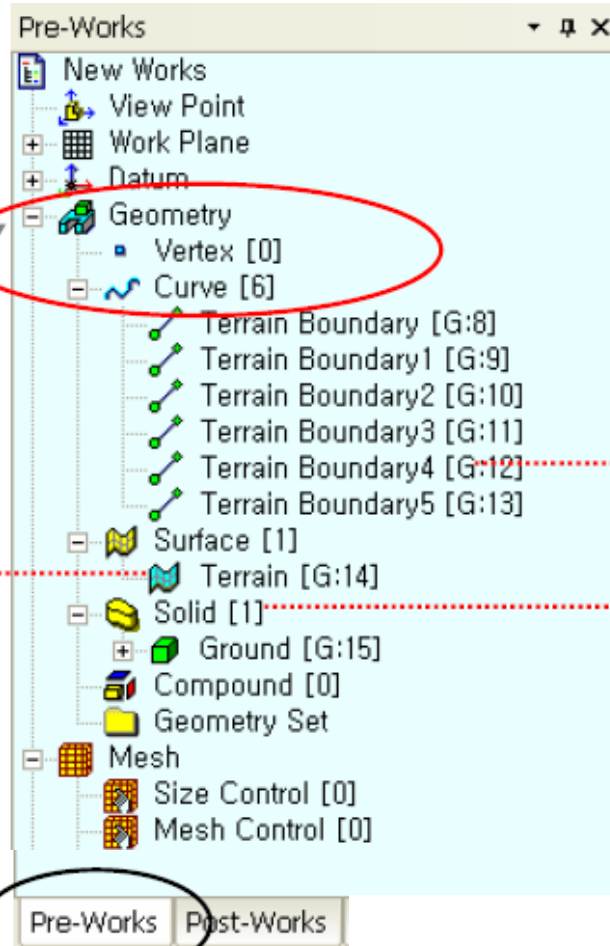 Pre-Works
New Works
View Point
Work Plane
Datum
Geometry
Vertex [0]
Curve [6]
Terrain Boundary [G:8]
Terrain Boundary1 [G:9]
Terrain Boundary2 [G:10]
Terrain Boundary3 [G:11]
Terrain Boundary4 [G:12]
Terrain Boundary5 [G:13]
Surface [1]
Terrain [G:14]
Solid [1]
Ground [G:15]
Compound [0]
Geometry Set
Mesh
Size Control [0]
Mesh Control [0]
Pre-Works Post-Works